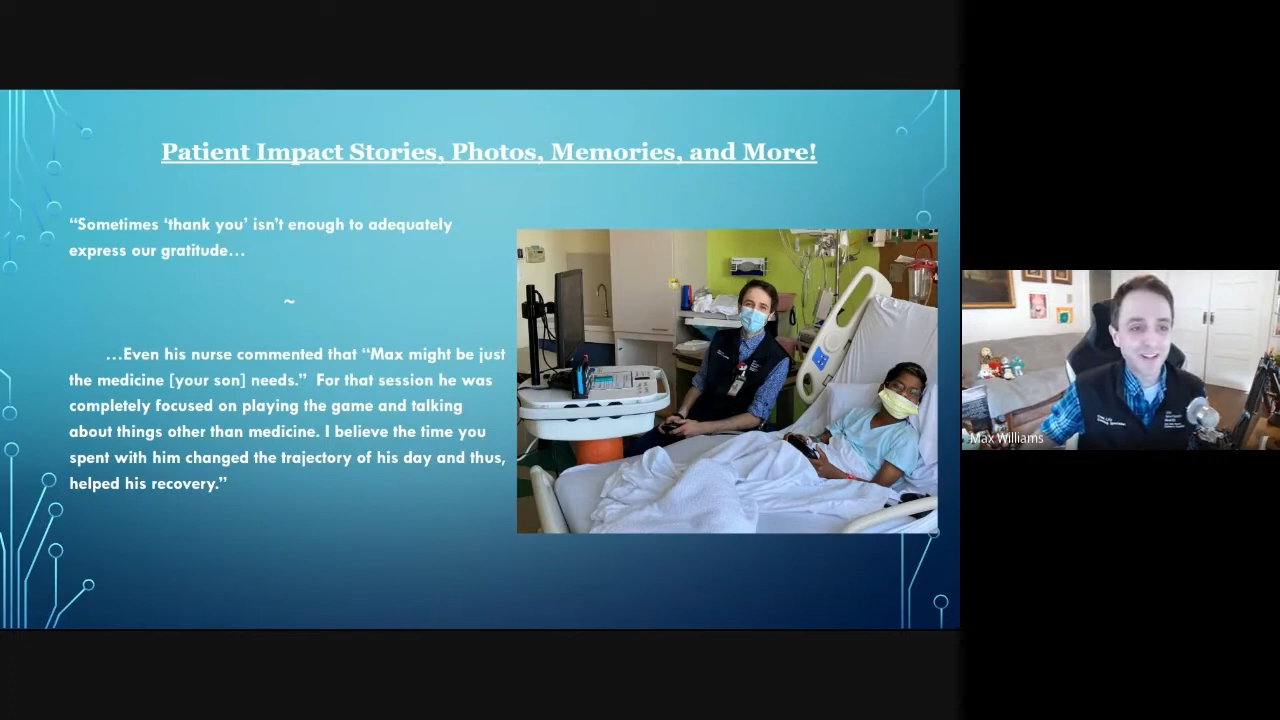 Patient Impact Stories, Photos, Memories, and More!
“Sometimes ‘thank you’ isn’t enough to adequately
express our gratitude…
~
…Even his nurse commented that “Max might be just
the medicine [your son] needs.” For that session he was
completely focused on playing the game and talking
about things other than medicine. I believe the time you
spent with him changed the trajectory of his day and thus,
helped his recovery.”
Max Williams